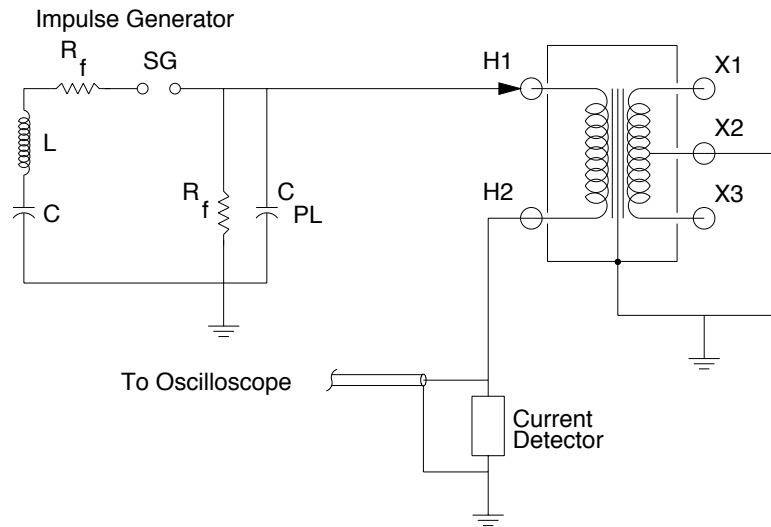 Impulse Generator
R
f
SG
L
C
R
f
C
PL
H1
H2
X1
X2
X3
To Oscilloscope
Current
Detector